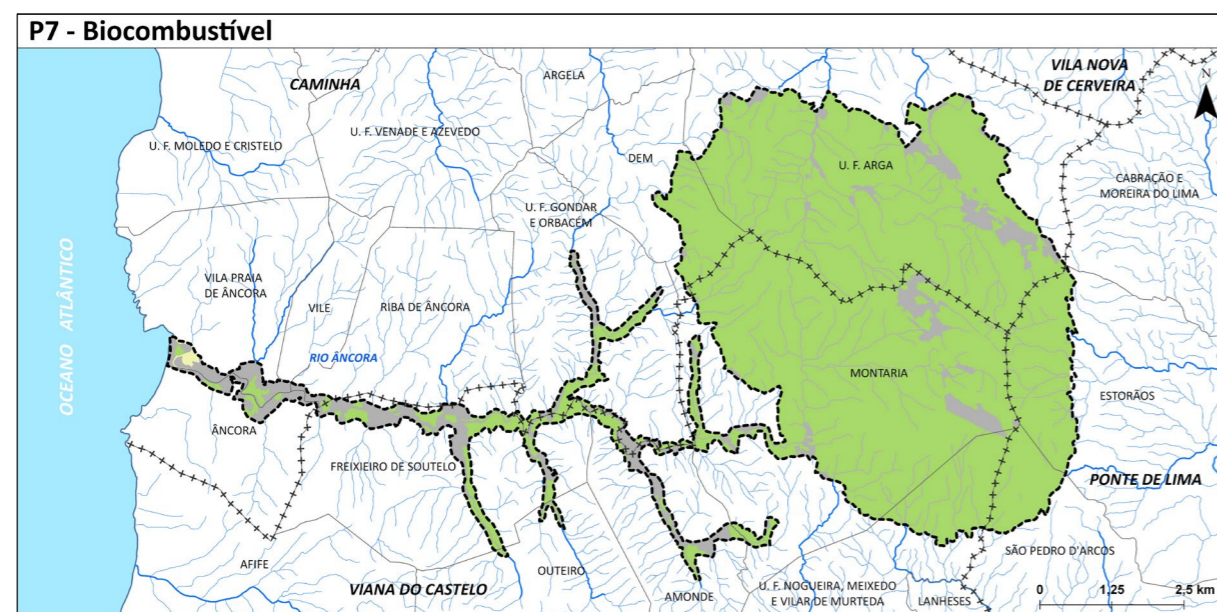 P7 - Biocombustível
CAMINHA
ARGELA
VILA NOVA
DE CERVEIRA
N
U. F. VENADE E AZEVEDO
U. F. MOLEDO E CRISTELO
DEM
U. F. ARGA
CABRAÇÃO E
MOREIRA DO LIMA
U. F. GONDAR
E ORBACÉM
OCEANO ATLÂNTICO
VILA PRAIA
DE ÂNCORA
VILE
RIBA DE ÂNCORA
RIO ÂNCORA
MONTARIA
ESTORÃOS
ÂNCORA
FREIXIEIRO DE SOUTELO
PONTE DE LIMA
SÃO PEDRO D'ARCOS
AFIFE
OUTEIRO
VIANA DO CASTELO
AMONDE
U. F. NOGUEIRA, MEIXEDO
E VILAR DE MURTEDA
LANHESES
0 1,25 2,5 km